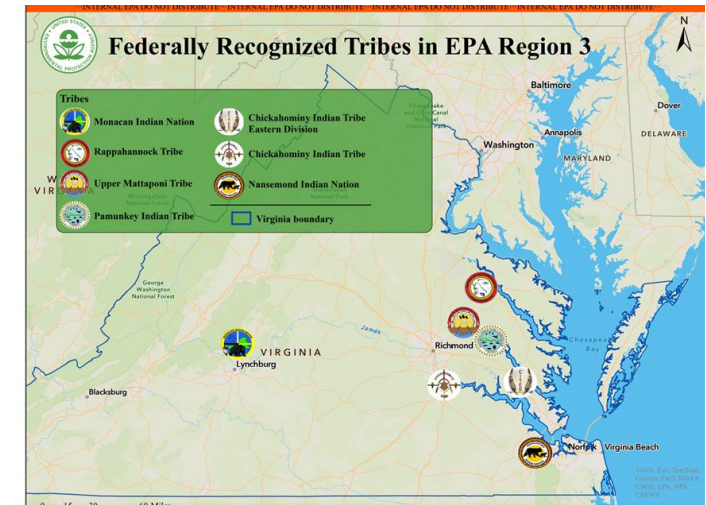 INTERNAL EPA DO NOT DISTRIBUTE INTERNAL EPA DO NOT DISTRIBUTE INTERNAL EPA DO NOT DISTRIBUTE INTERNAL EPA DO NOT DISTRIBUTE
Federally Recognized Tribes in EPA Region 3
N
Tribes
Monacan Indian Nation
Rappahannock Tribe
Upper Mattaponi Tribe
Pamunkey Indian Tribe
Chickahominy Indian Tribe
Eastern Division
Chickahominy Indian Tribe
Nansemond Indian Nation
Virginia boundary
Baltimore
Dover
Annapolis
DELAWARE
Washington
MARYLAND
George
Washington
National Forest
James
Richmond
Chesapeake
Bay
VIRGINIA
Lynchburg
Blacksburg
Norfolk
Virginia Beach
VGIN, Esri, TomTom,
Garmin, FAO, NOAA,
USGS, EPA, NPS,
USFWS
60 Miles